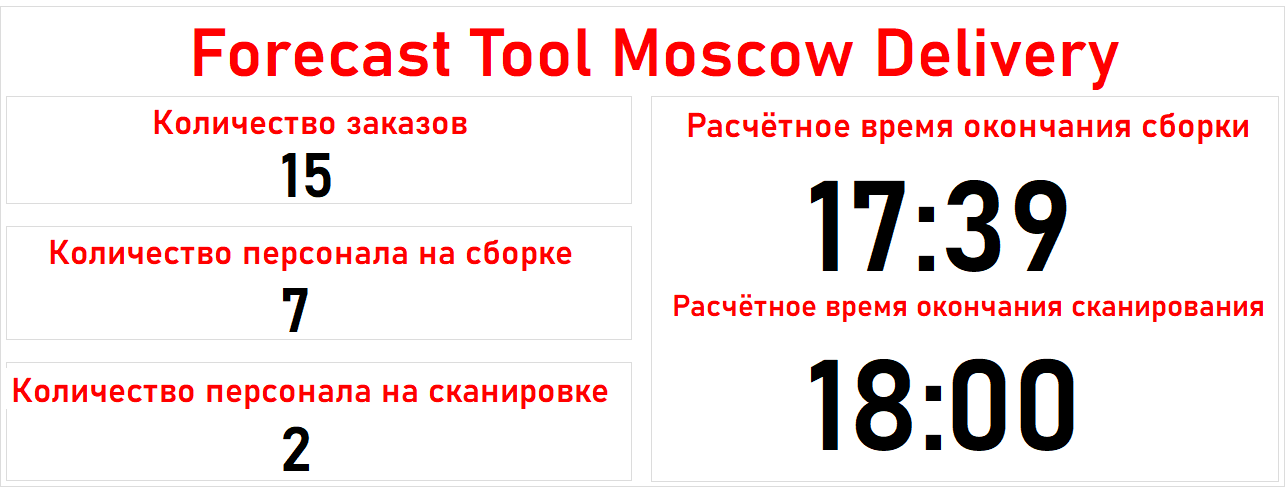 Forecast Tool Moscow Delivery
Количество заказов
15
Количество персонала на сборке
7
Количество персонала на сканировке
2
Расчётное время окончания сборки
17:39
Расчётное время окончания сканирования
18:00